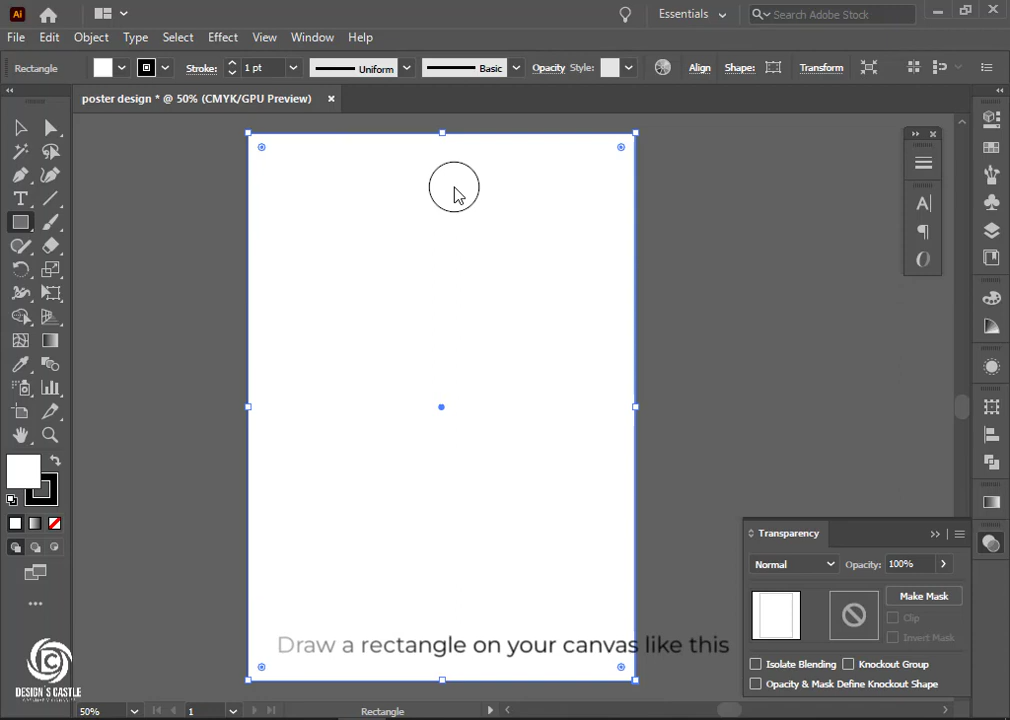 Ai
Essentials
Search Adobe Stock
File Edit Object Type Select Effect View Window Help
Rectangle Stroke: 1 pt Uniform Basic Opacity Style: Align Shape: Transform
poster design * @ 50% (CMYK/GPU Preview) ×
Transparency
Normal Opacity: 100%
Make Mask
Clip
Invert Mask
Draw a rectangle on your canvas like this
Isolate Blending Knockout Group
Opacity & Mask Define Knockout Shape
DESIGN'S CASTLE
50% 1 Rectangle